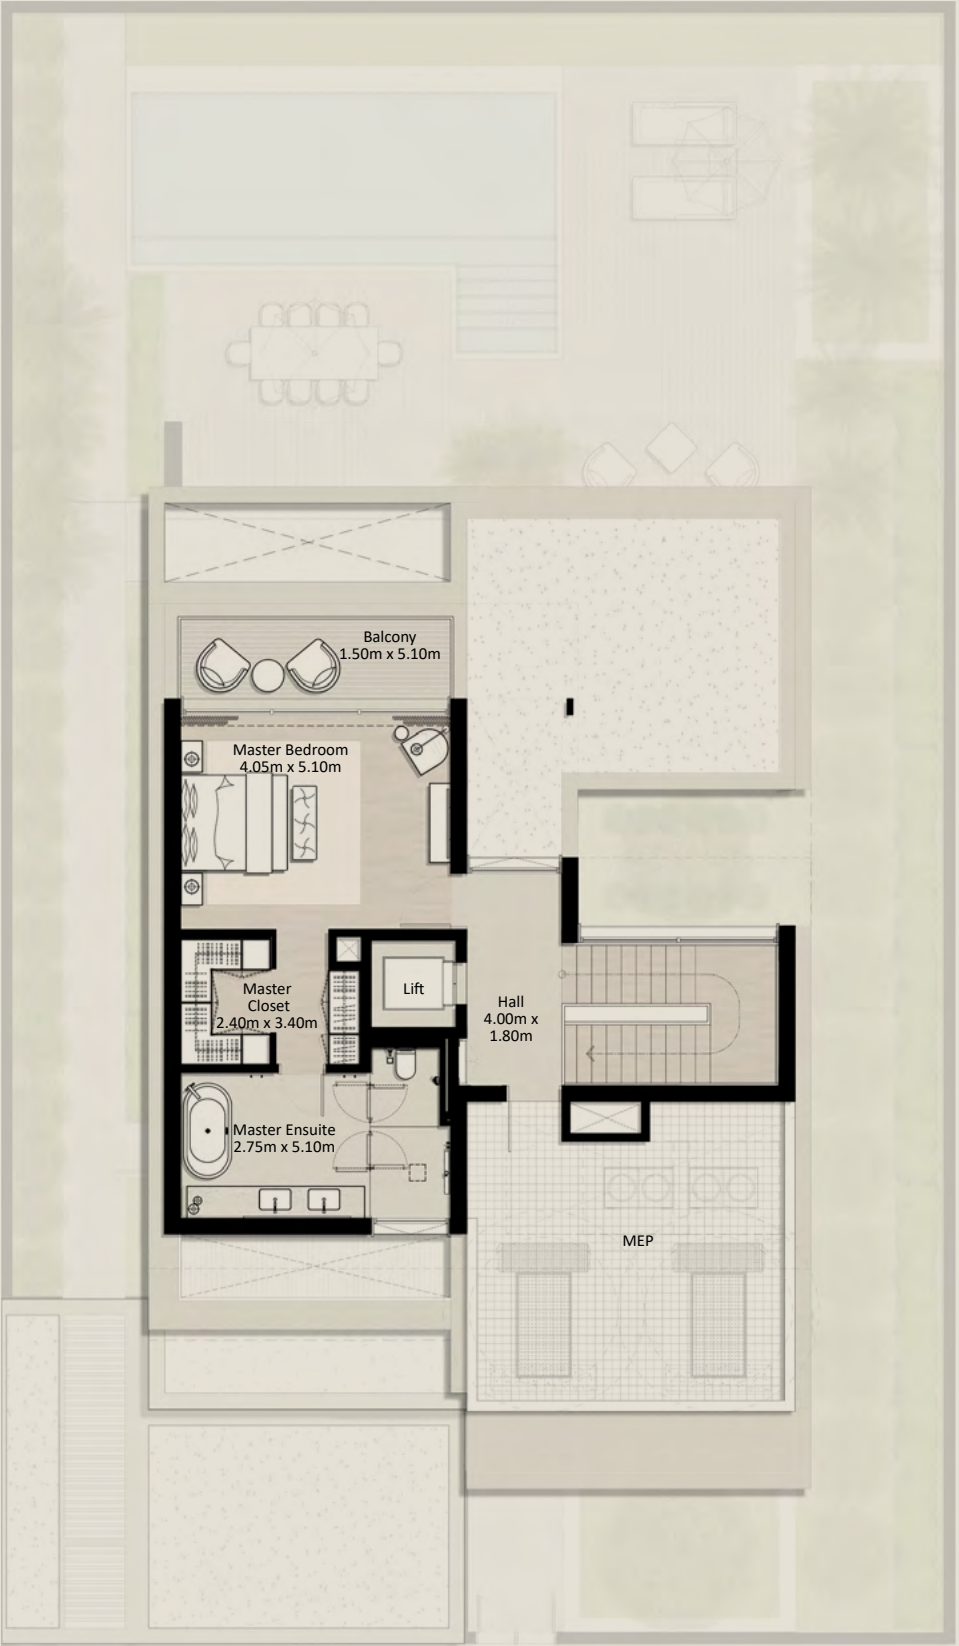 Balcony
1.50m x 5.10m
Master Bedroom
4.05m x 5.10m
Master
Closet
2.40m x 3.40m
Lift
Hall
4.00m x
1.80m
Master Ensuite
2.75m x 5.10m
MEP